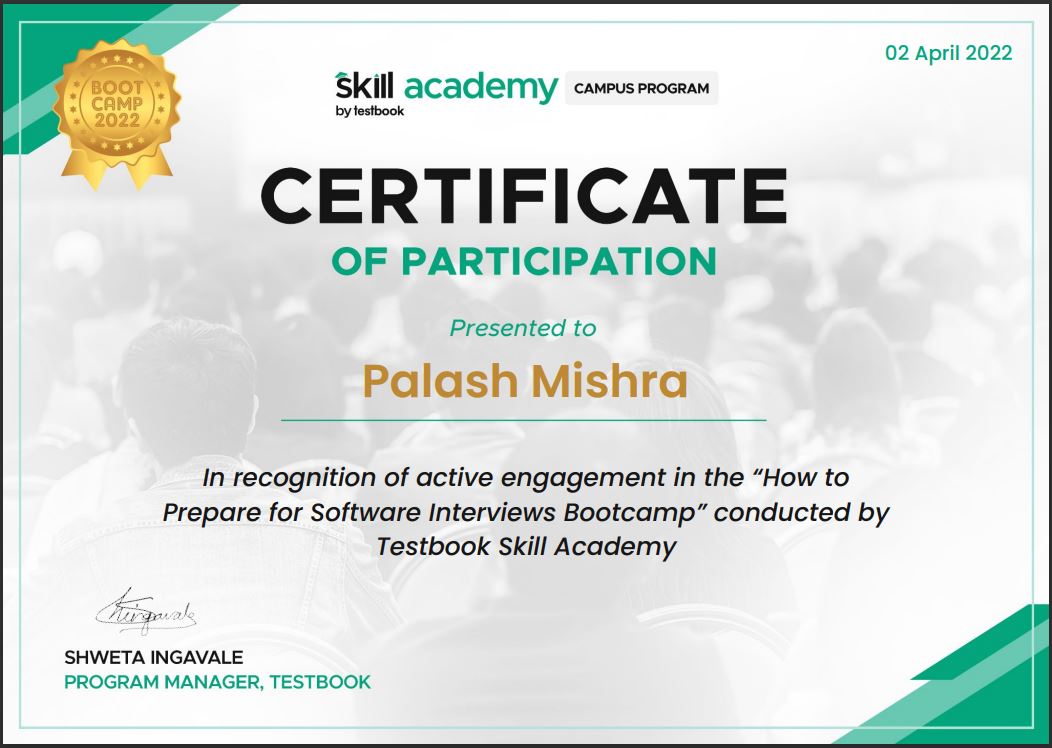 02 April 2022
BOOT
CAMP
2022
skill academy CAMPUS PROGRAM
by testbook
CERTIFICATE
OF PARTICIPATION
Presented to
Palash Mishra
In recognition of active engagement in the “How to
Prepare for Software Interviews Bootcamp” conducted by
Testbook Skill Academy
SHWETA INGAVALE
PROGRAM MANAGER, TESTBOOK